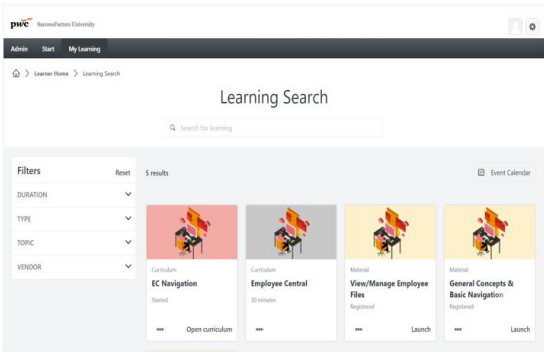 pwc SuccessFactors University
Admin Start My Learning
Learner Home > Learning Search
Learning Search
Search for learning
Filters Reset
5 results
Event Calendar
DURATION
TYPE
TOPIC
VENDOR
Curriculum
EC Navigation
Started
Open curriculum
Curriculum
Employee Central
30 minutes
Material
View/Manage Employee
Files
Registered
Launch
Material
General Concepts &
Basic Navigation
Registered
Launch